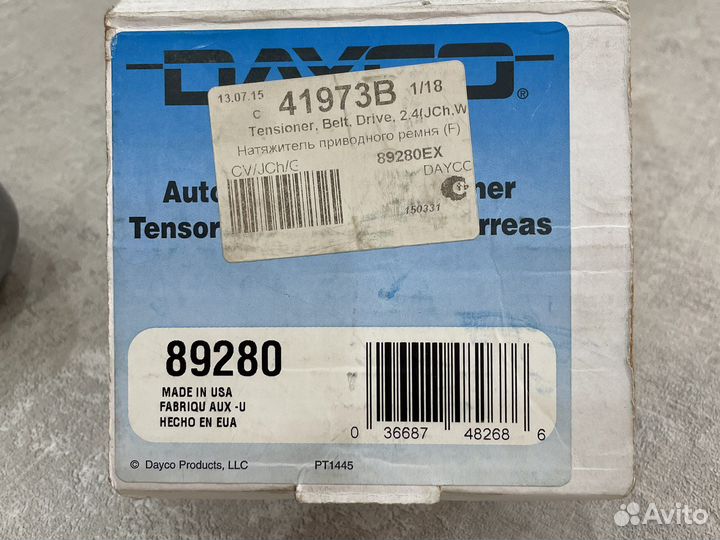 DAYCO ®
13.07.15 C 41973B 1/18
Tensioner, Belt, Drive, 2.4(JCh,W
Натяжитель приводного ремня (F)
CV/JCh/G 89280EX
DAYCO
150331
Auto ner
Tensor rreas
89280
MADE IN USA
FABRIQU AUX -U
HECHO EN EUA
0 36687 48268 6
© Dayco Products, LLC PT1445
Avito